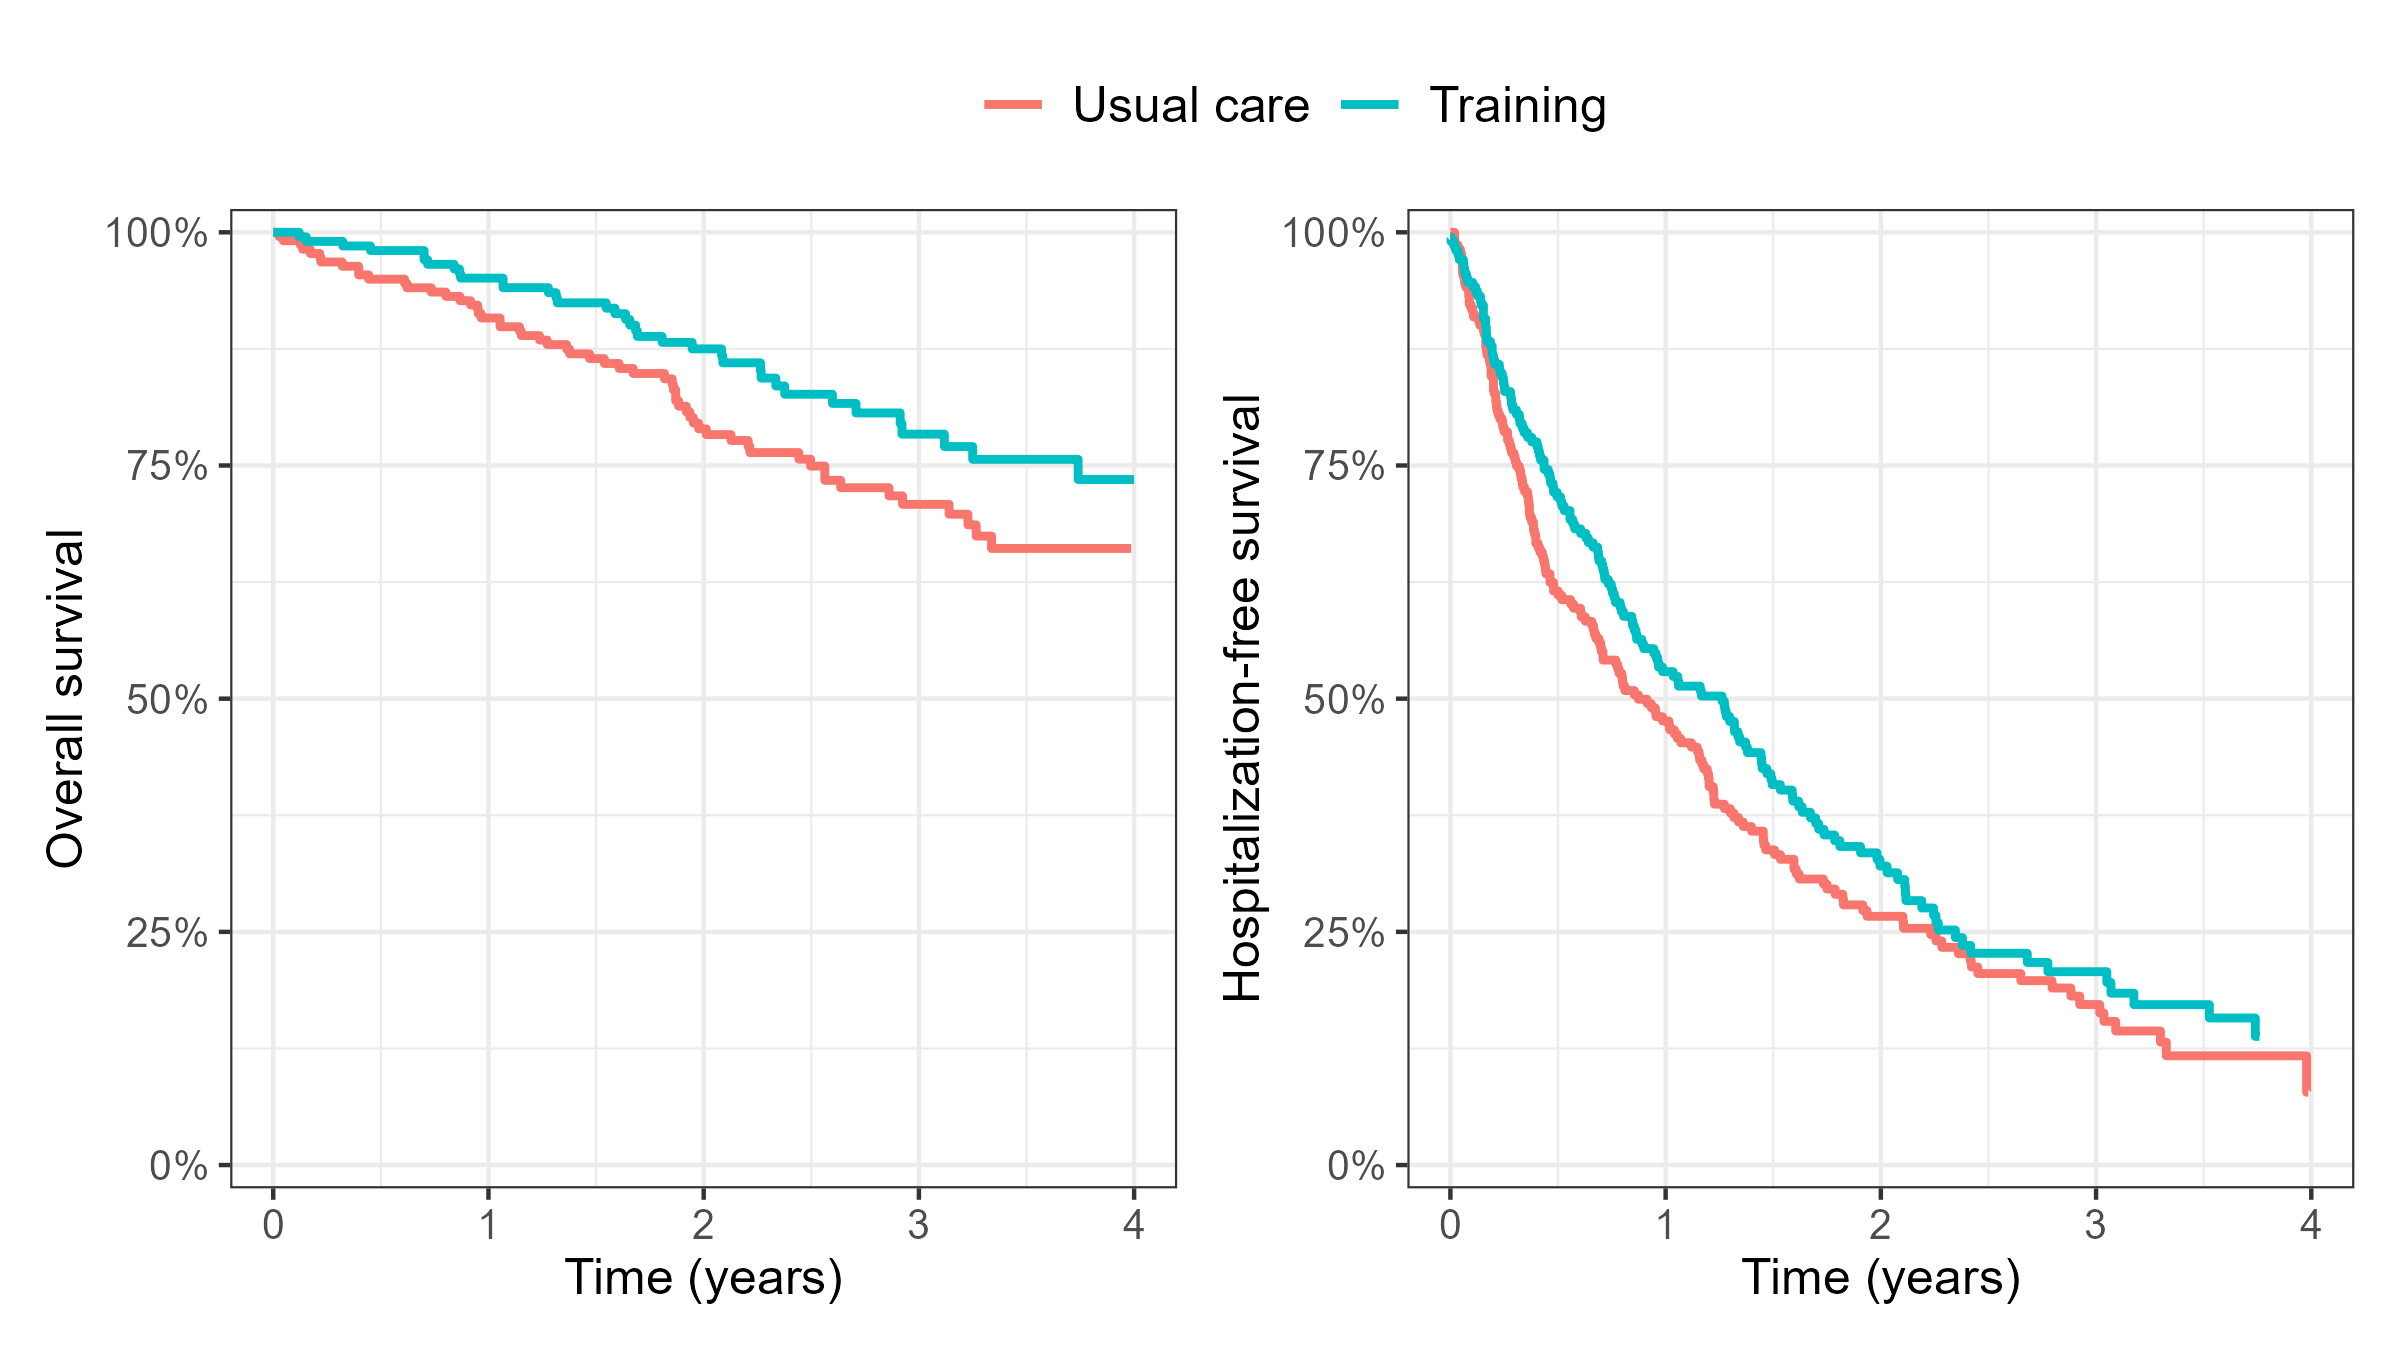 Usual care Training
Overall survival
100%
75%
50%
25%
0%
0 1 2 3 4
Time (years)
Hospitalization-free survival
100%
75%
50%
25%
0%
0 1 2 3 4
Time (years)